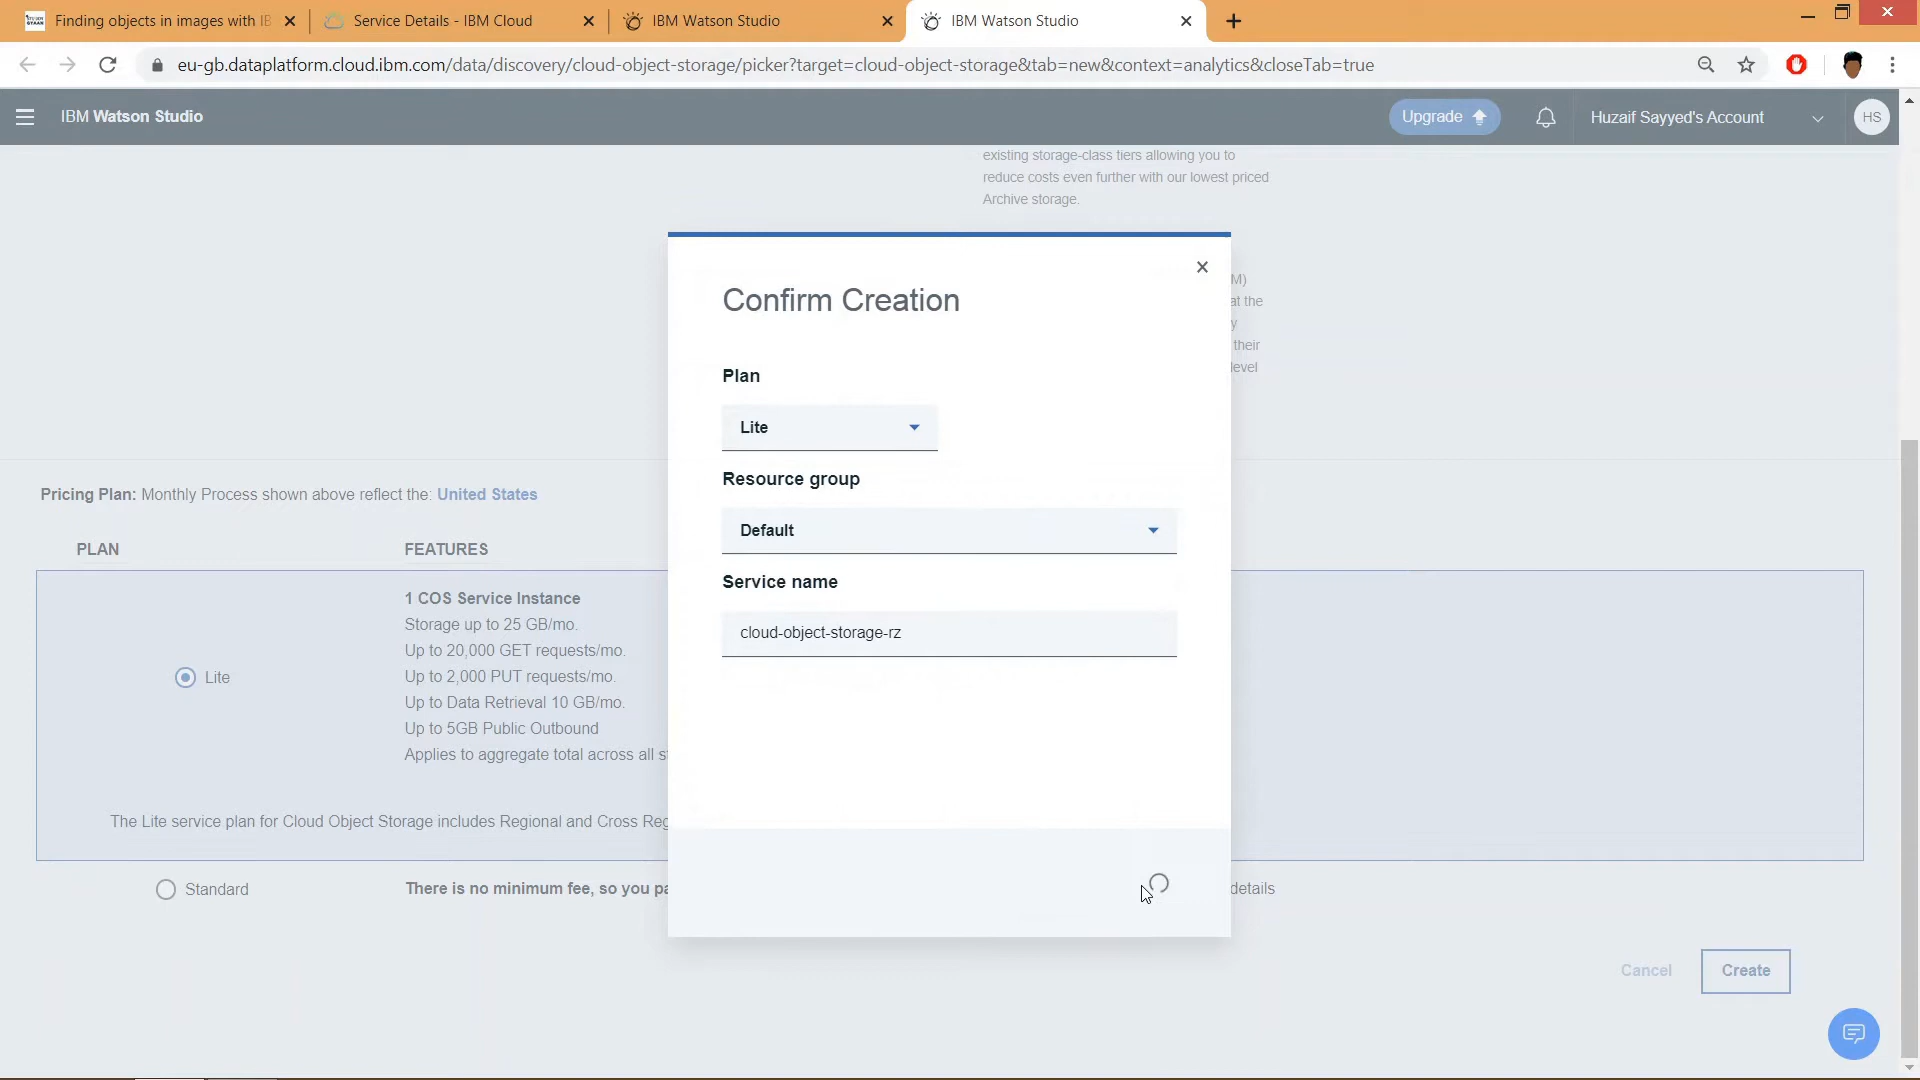 Finding objects in images with IB
Service Details - IBM Cloud
IBM Watson Studio
IBM Watson Studio
eu-gb.dataplatform.cloud.ibm.com/data/discovery/cloud-object-storage/picker?target=cloud-object-storage&tab=new&context=analytics&closeTab=true
IBM Watson Studio
Upgrade
Huzaif Sayyed's Account
HS
existing storage-class tiers allowing you to
reduce costs even further with our lowest priced
Archive storage.
M)
at the
y
their
level
Confirm Creation
Plan
Lite
Resource group
Default
Service name
cloud-object-storage-rz
Pricing Plan: Monthly Process shown above reflect the: United States
PLAN
FEATURES
Lite
1 COS Service Instance
Storage up to 25 GB/mo.
Up to 20,000 GET requests/mo.
Up to 2,000 PUT requests/mo.
Up to Data Retrieval 10 GB/mo.
Up to 5GB Public Outbound
Applies to aggregate total across all s
The Lite service plan for Cloud Object Storage includes Regional and Cross Reg
Standard
There is no minimum fee, so you pa
details
Cancel
Create